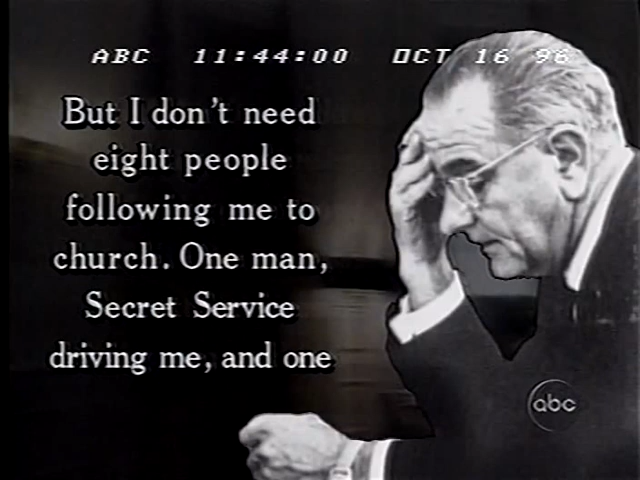 ABC 11:44:00 OCT 16 96
But I don't need
eight people
following me to
church. One man,
Secret Service
driving me, and one
abc